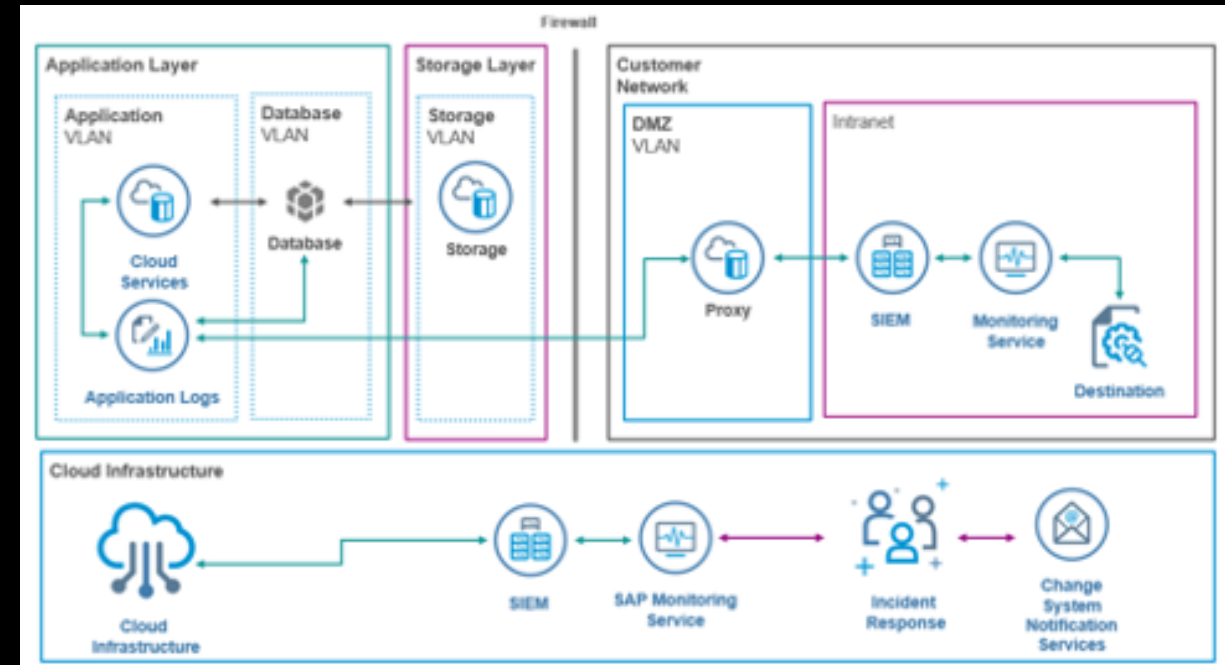 Firewall
Application Layer
Application
VLAN
Cloud
Services
Application Logs
Database
VLAN
Database
Storage Layer
Storage
VLAN
Storage
Customer
Network
DMZ
VLAN
Proxy
Intranet
SIEM
Monitoring
Service
Destination
Cloud Infrastructure
Cloud
Infrastructure
SIEM
SAP Monitoring
Service
Incident
Response
@
Change
System
Notification
Services